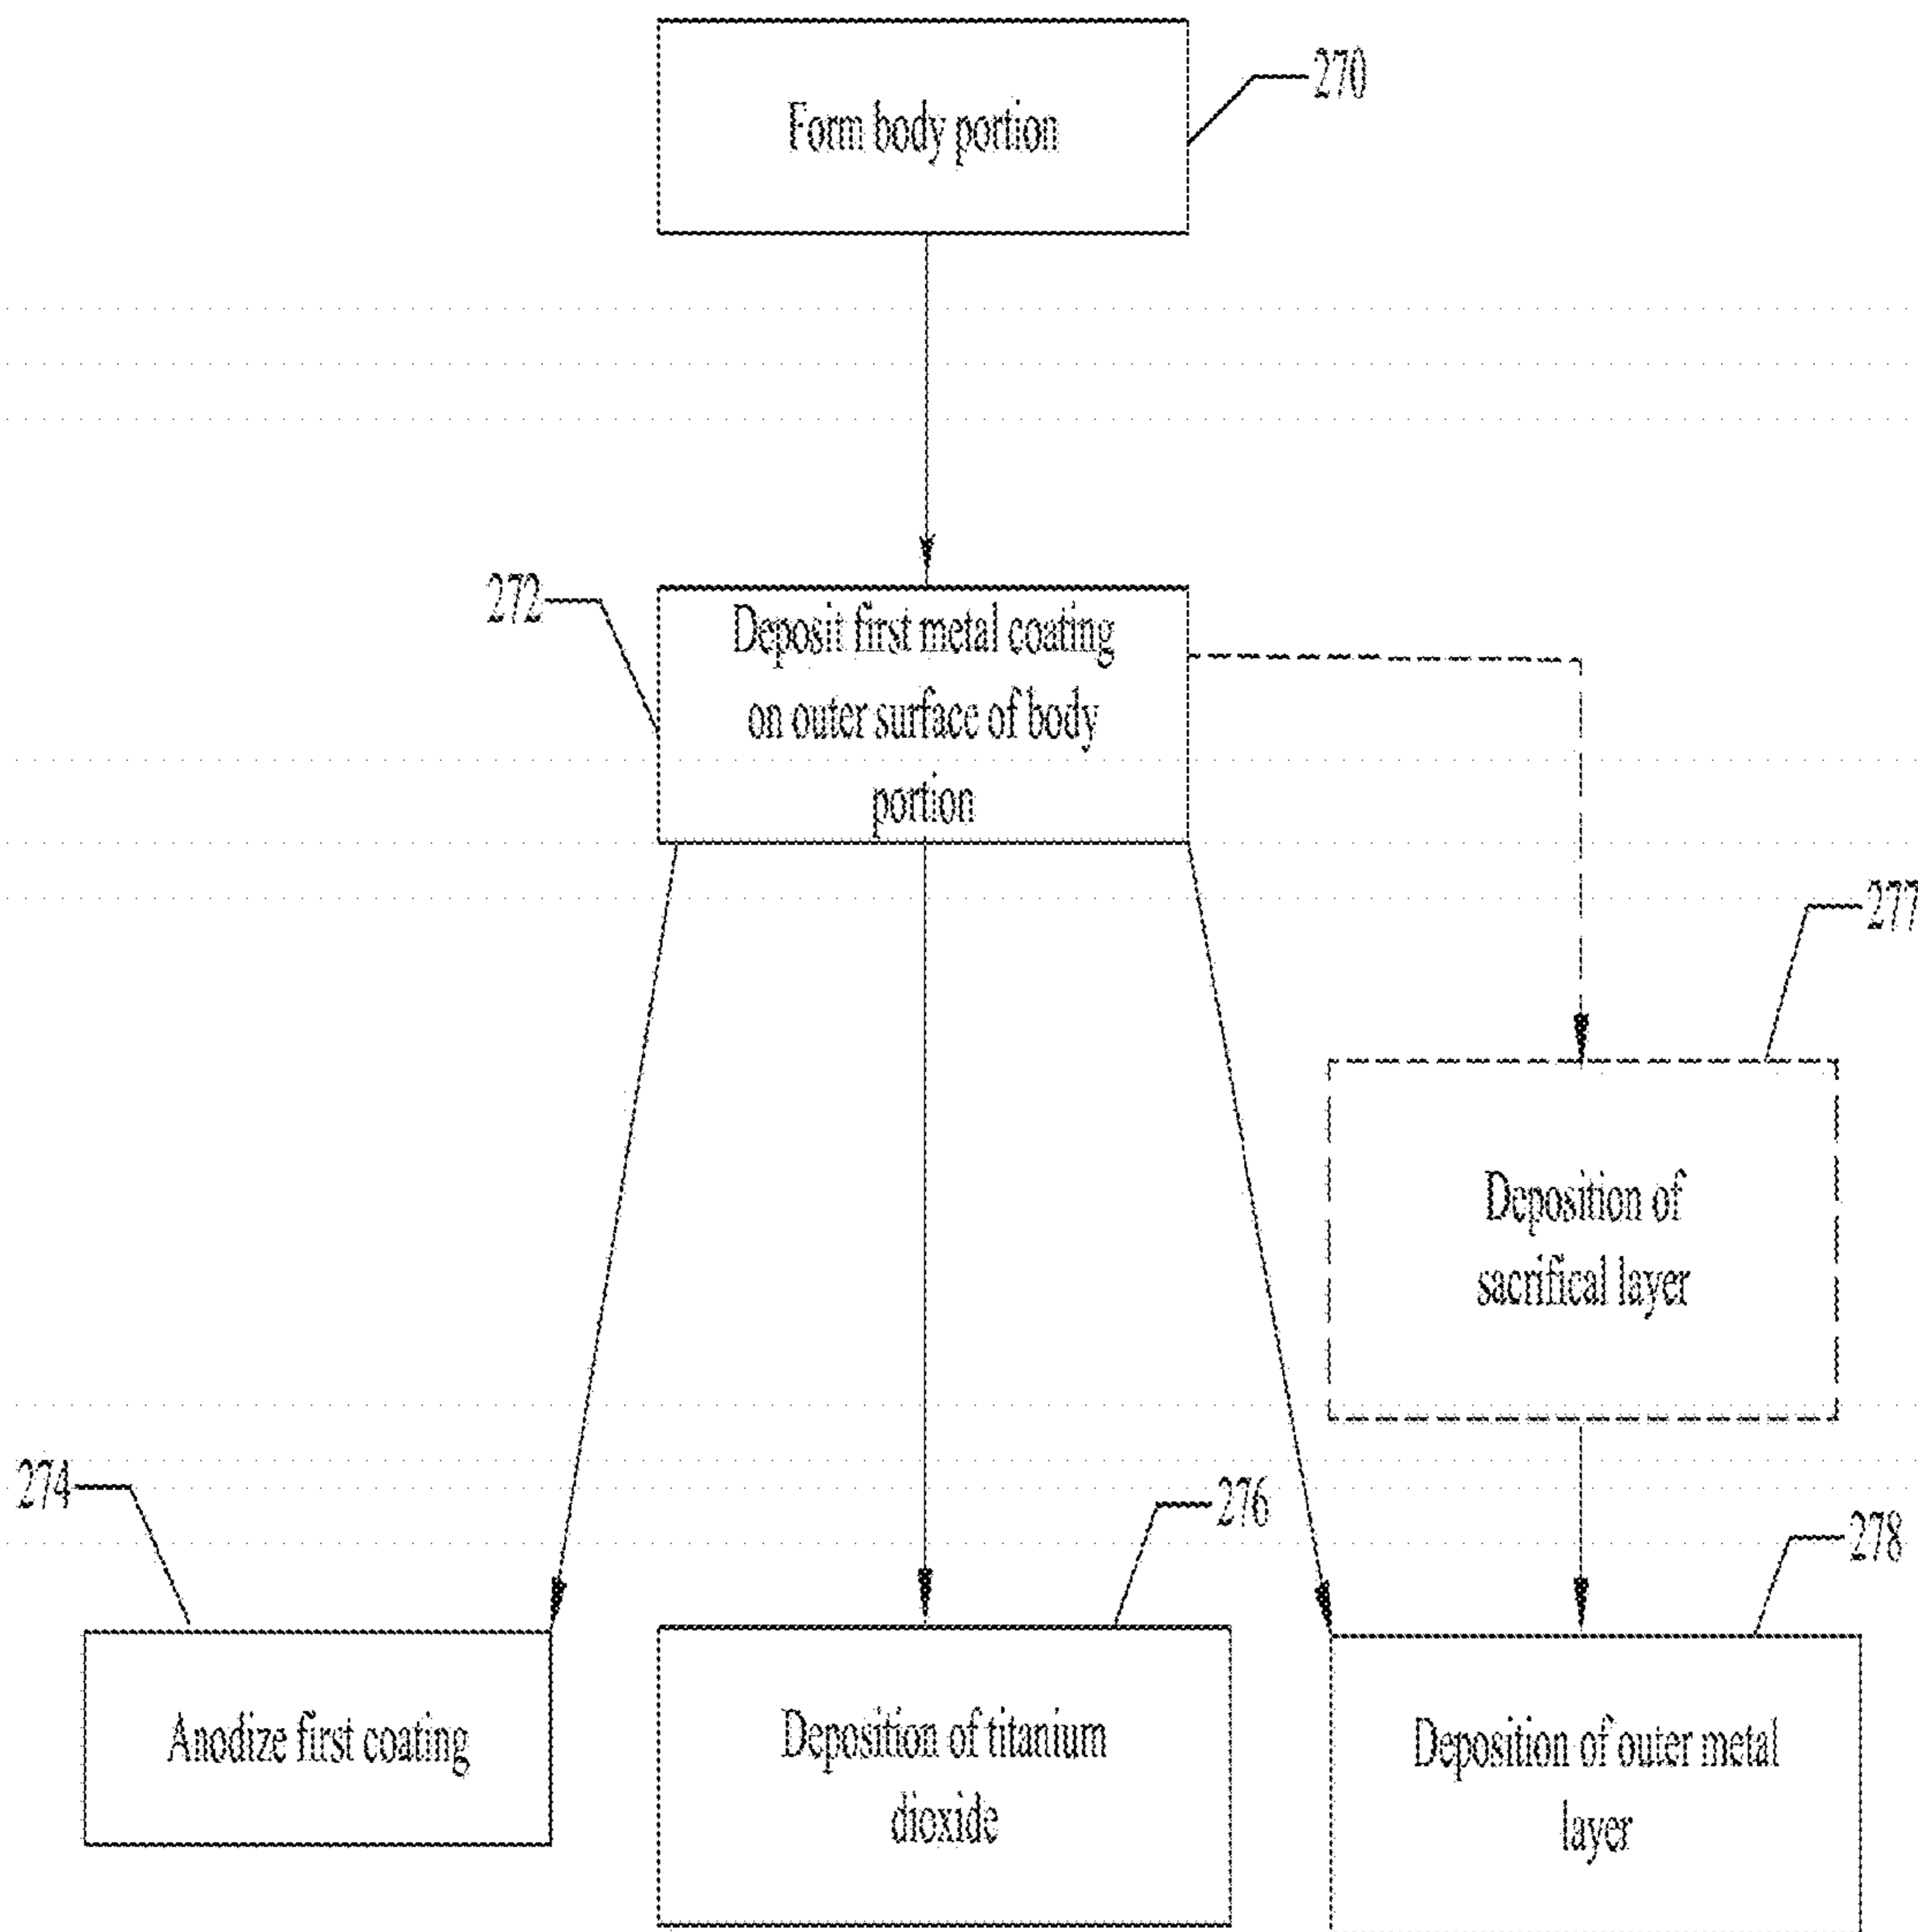 Form body portion
270
272
Deposit first metal coating
on outer surface of body
portion
277
Deposition of
sacrifical layer
274
276
278
Anodize first coating
Deposition of titanium
dioxide
Deposition of outer metal
layer